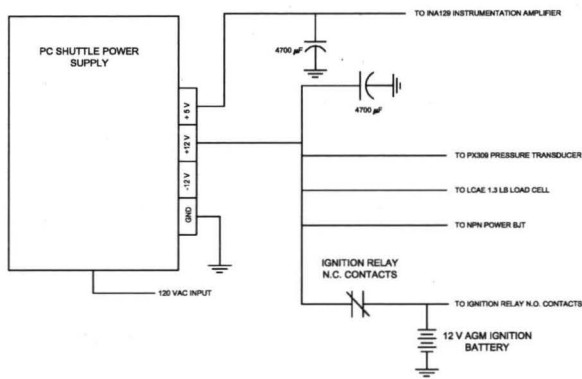 TO INA129 INSTRUMENTATION AMPLIFIER
PC SHUTTLE POWER
SUPPLY
4700 µF
+ 5 V
4700 µF
+12V
TO PX309 PRESSURE TRANSDUCER
-12 V
TO LCAE 1.3 LB LOAD CELL
GND
TO NPN POWER BJT
IGNITION RELAY
N.C. CONTACTS
120 VAC INPUT
TO IGNITION RELAY N.O. CONTACTS
12 V AGM IGNITION
BATTERY